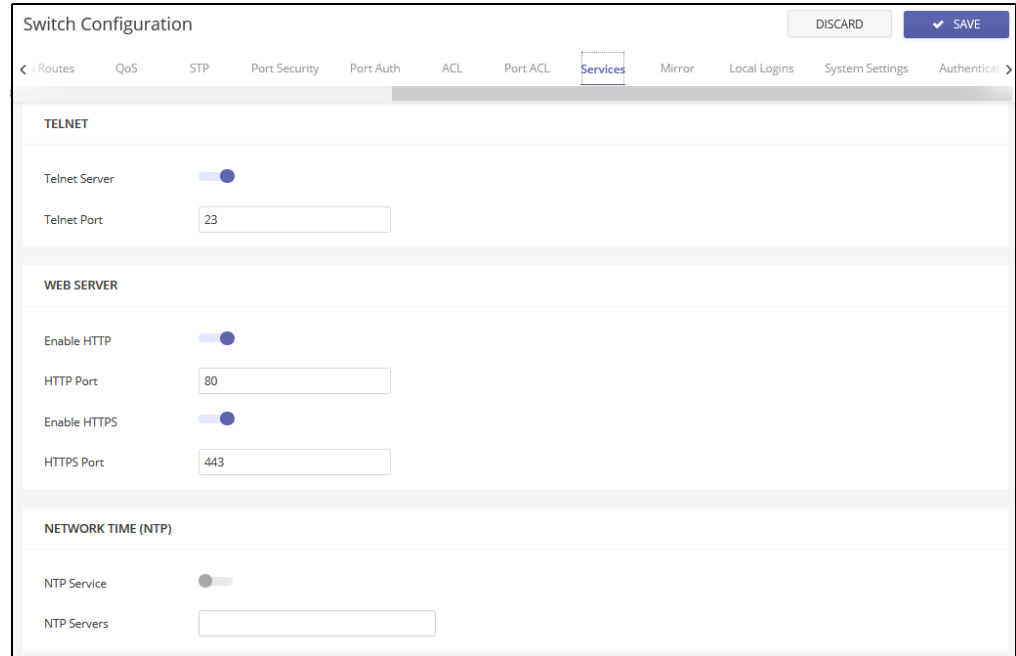 Switch Configuration
DISCARD
SAVE
Routes QoS STP Port Security Port Auth ACL Port ACL Services Mirror Local Logins System Settings Authenticat
TELNET
Telnet Server
Telnet Port 23
WEB SERVER
Enable HTTP
HTTP Port 80
Enable HTTPS
HTTPS Port 443
NETWORK TIME (NTP)
NTP Service
NTP Servers